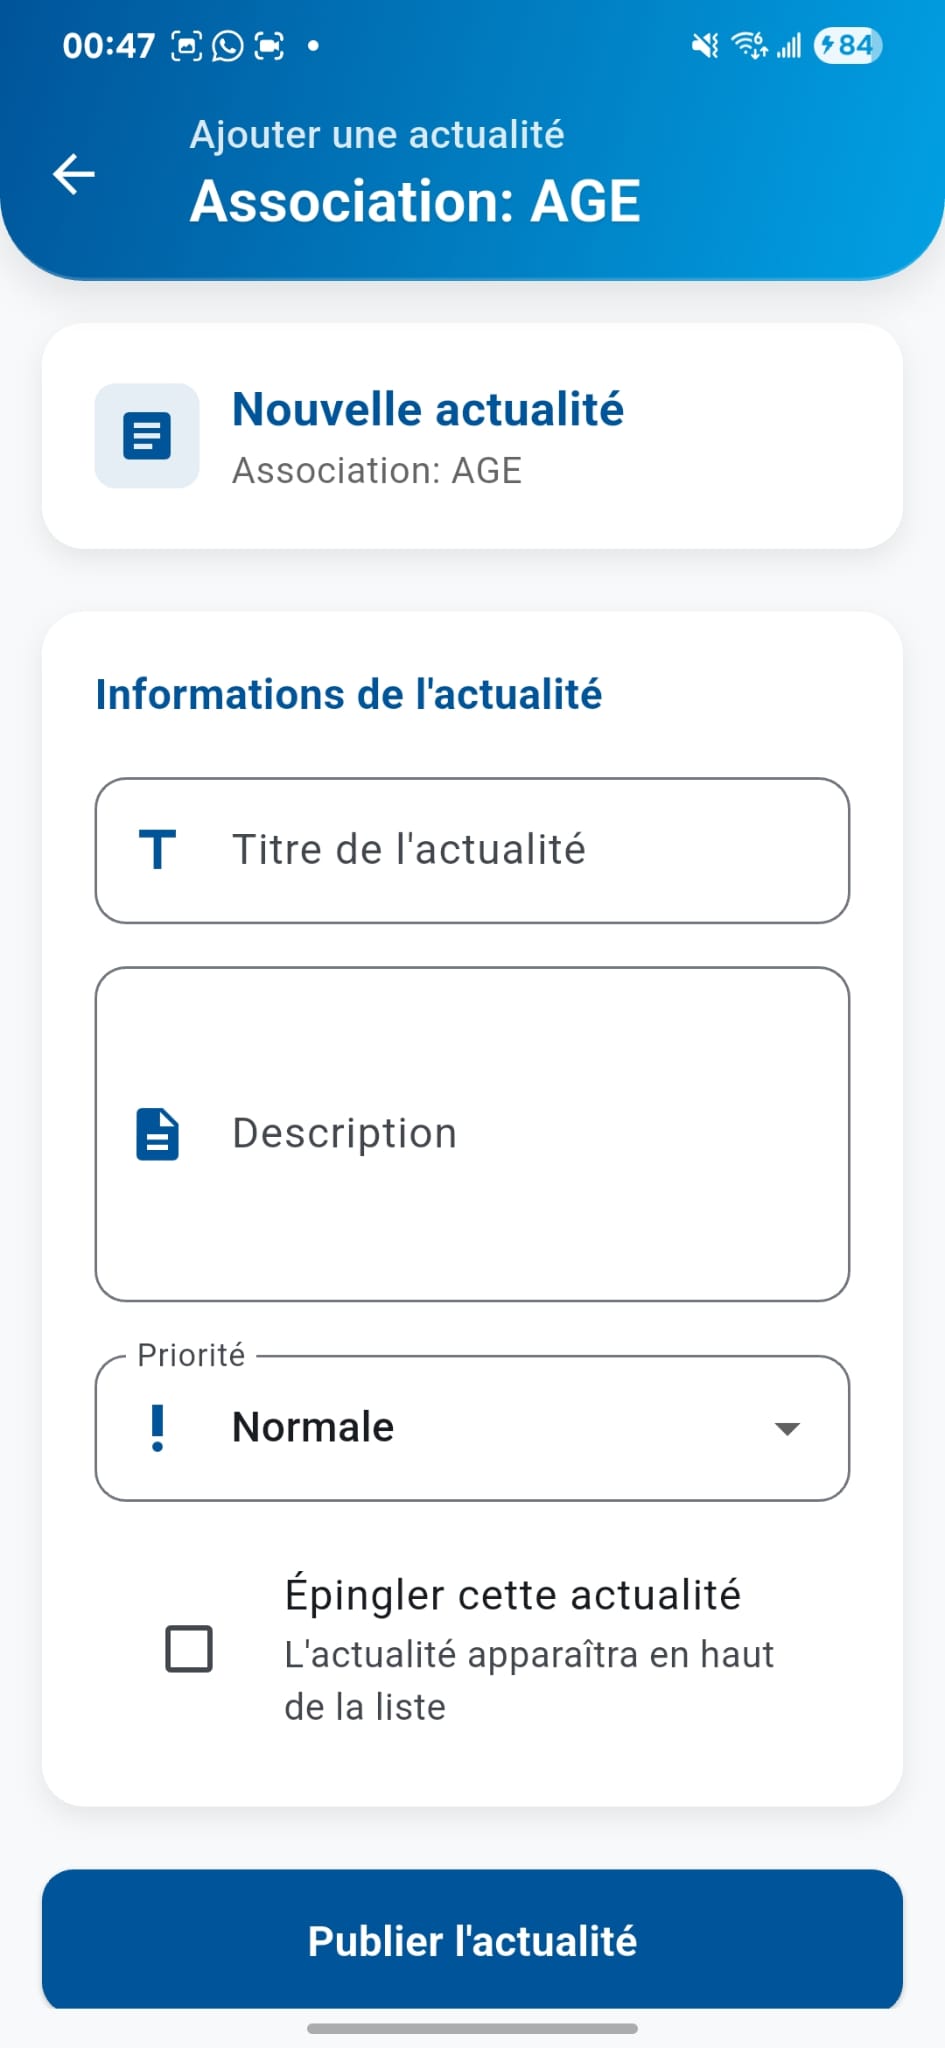 00:47
84
Ajouter une actualité
Association: AGE
Nouvelle actualité
Association: AGE
Informations de l'actualité
Titre de l'actualité
Description
Priorité
Normale
Épingler cette actualité
L'actualité apparaîtra en haut
de la liste
Publier l'actualité